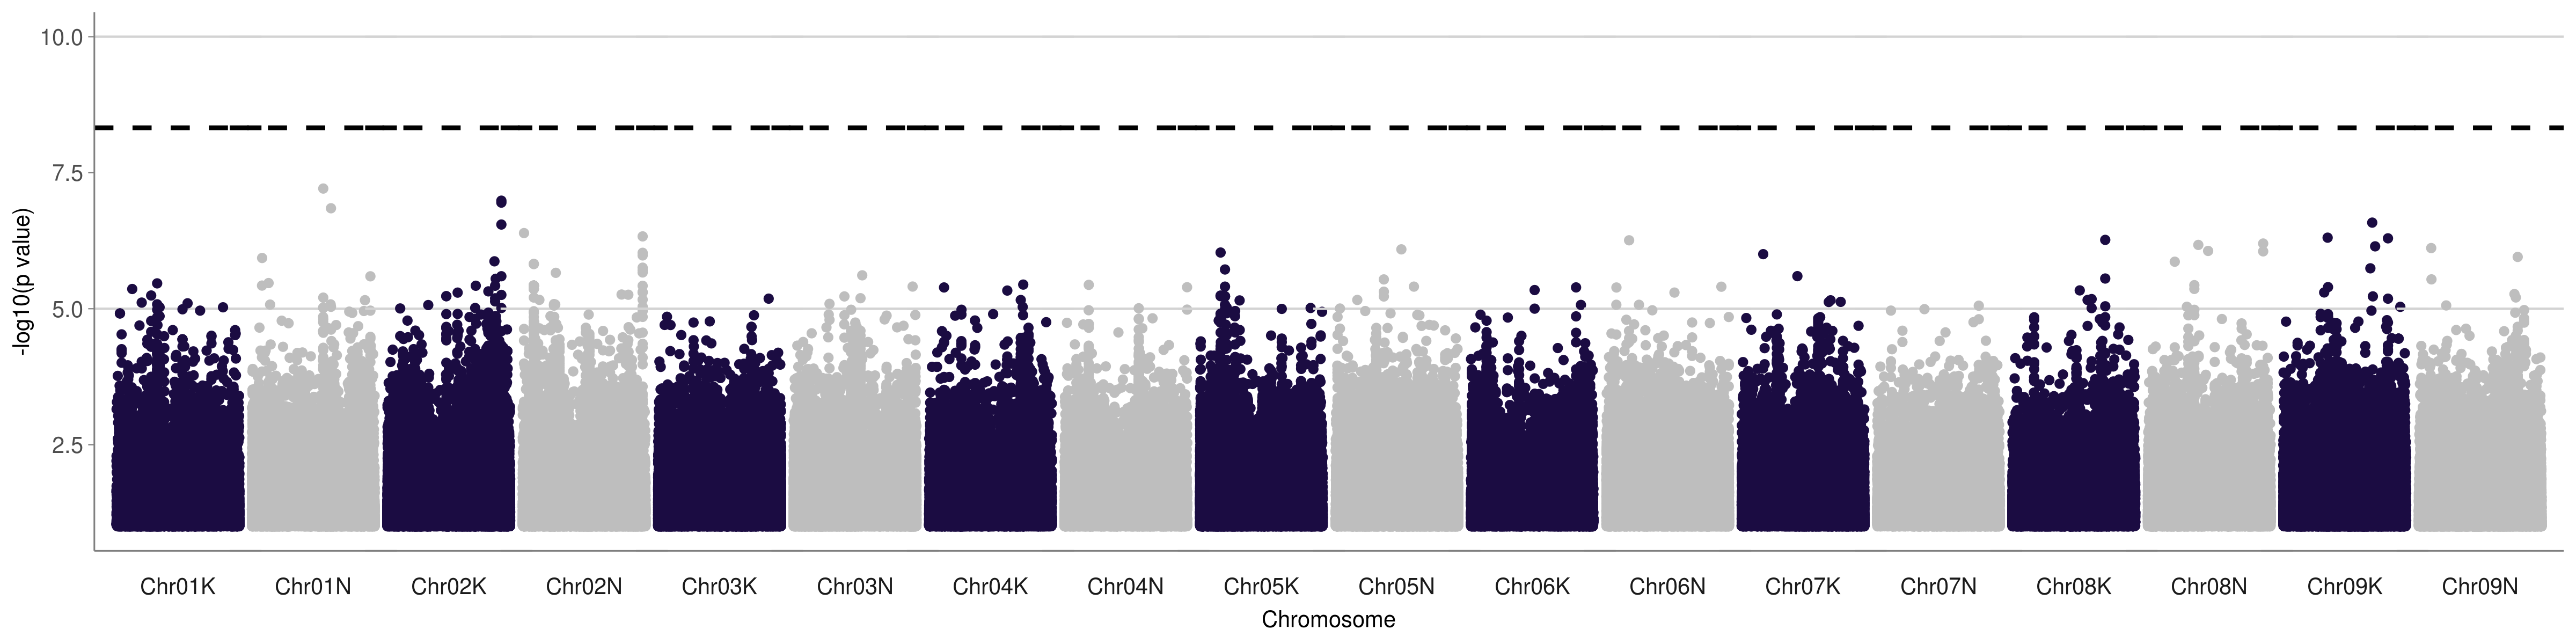 10.0
7.5
5.0
2.5
-log10(p value)
Chr01K Chr01N Chr02K Chr02N Chr03K Chr03N Chr04K Chr04N Chr05K Chr05N Chr06K Chr06N Chr07K Chr07N Chr08K Chr08N Chr09K Chr09N
Chromosome